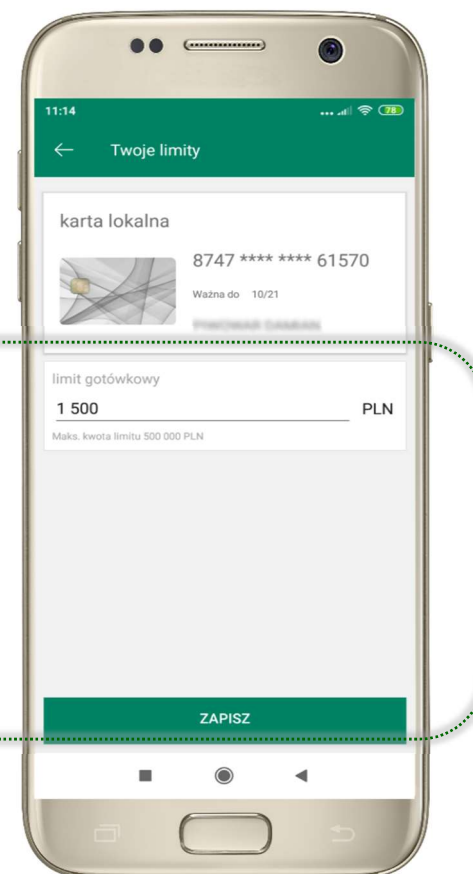 11:14
78
Twoje limity
karta lokalna
8747 **** **** 61570
Ważna do 10/21
limit gotówkowy
1 500 PLN
Maks. kwota limitu 500 000 PLN
ZAPISZ